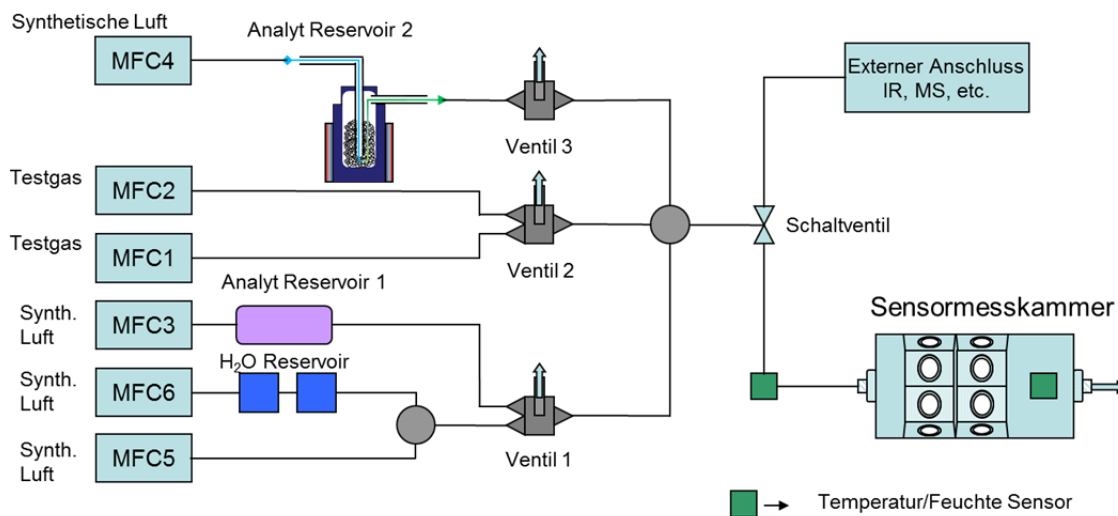 Synthetische Luft
MFC4
Analyt Reservoir 2
Ventil 3
Externer Anschluss
IR, MS, etc.
Testgas
MFC2
Testgas
MFC1
Ventil 2
Schaltventil
Analyt Reservoir 1
Synth.
Luft
MFC3
H₂O Reservoir
Synth.
Luft
MFC6
Synth.
Luft
MFC5
Ventil 1
Sensormesskammer
Temperatur/Feuchte Sensor